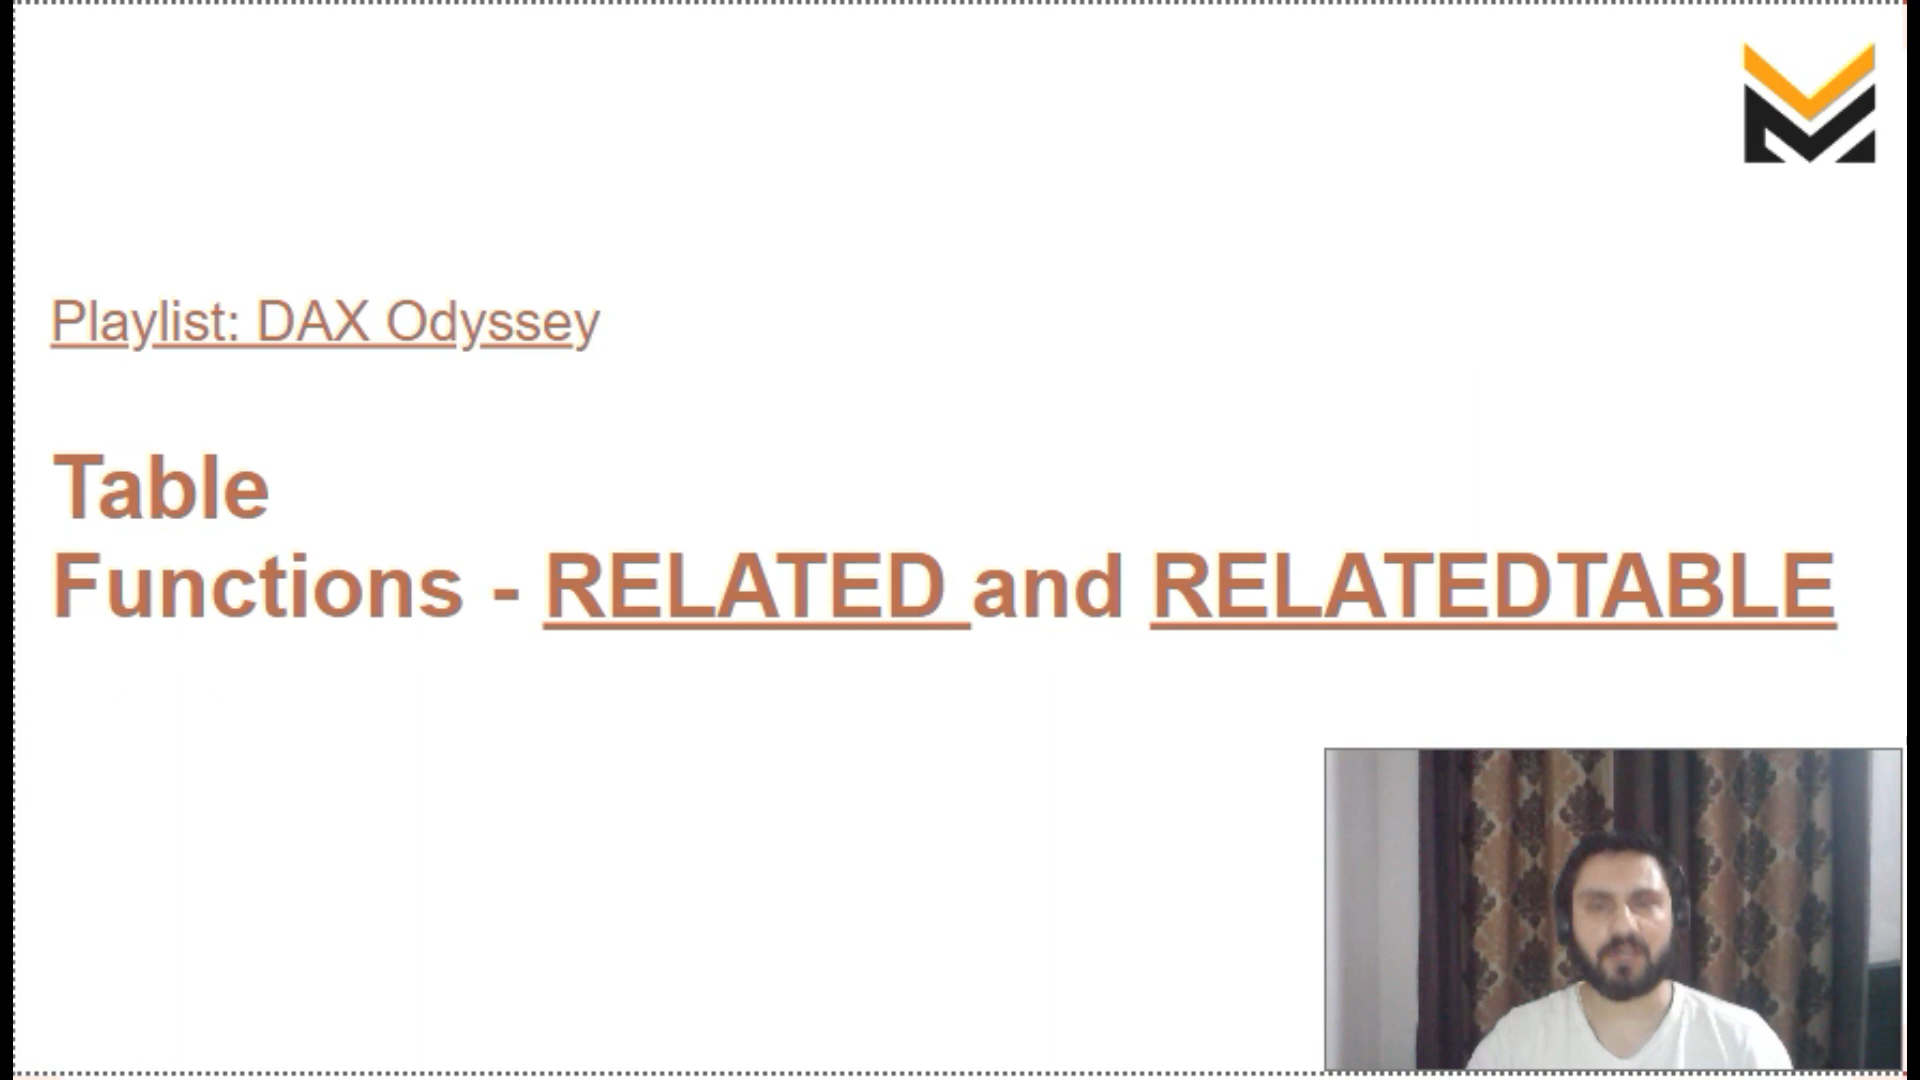 Playlist: DAX Odyssey
Table
Functions - RELATED and RELATEDTABLE